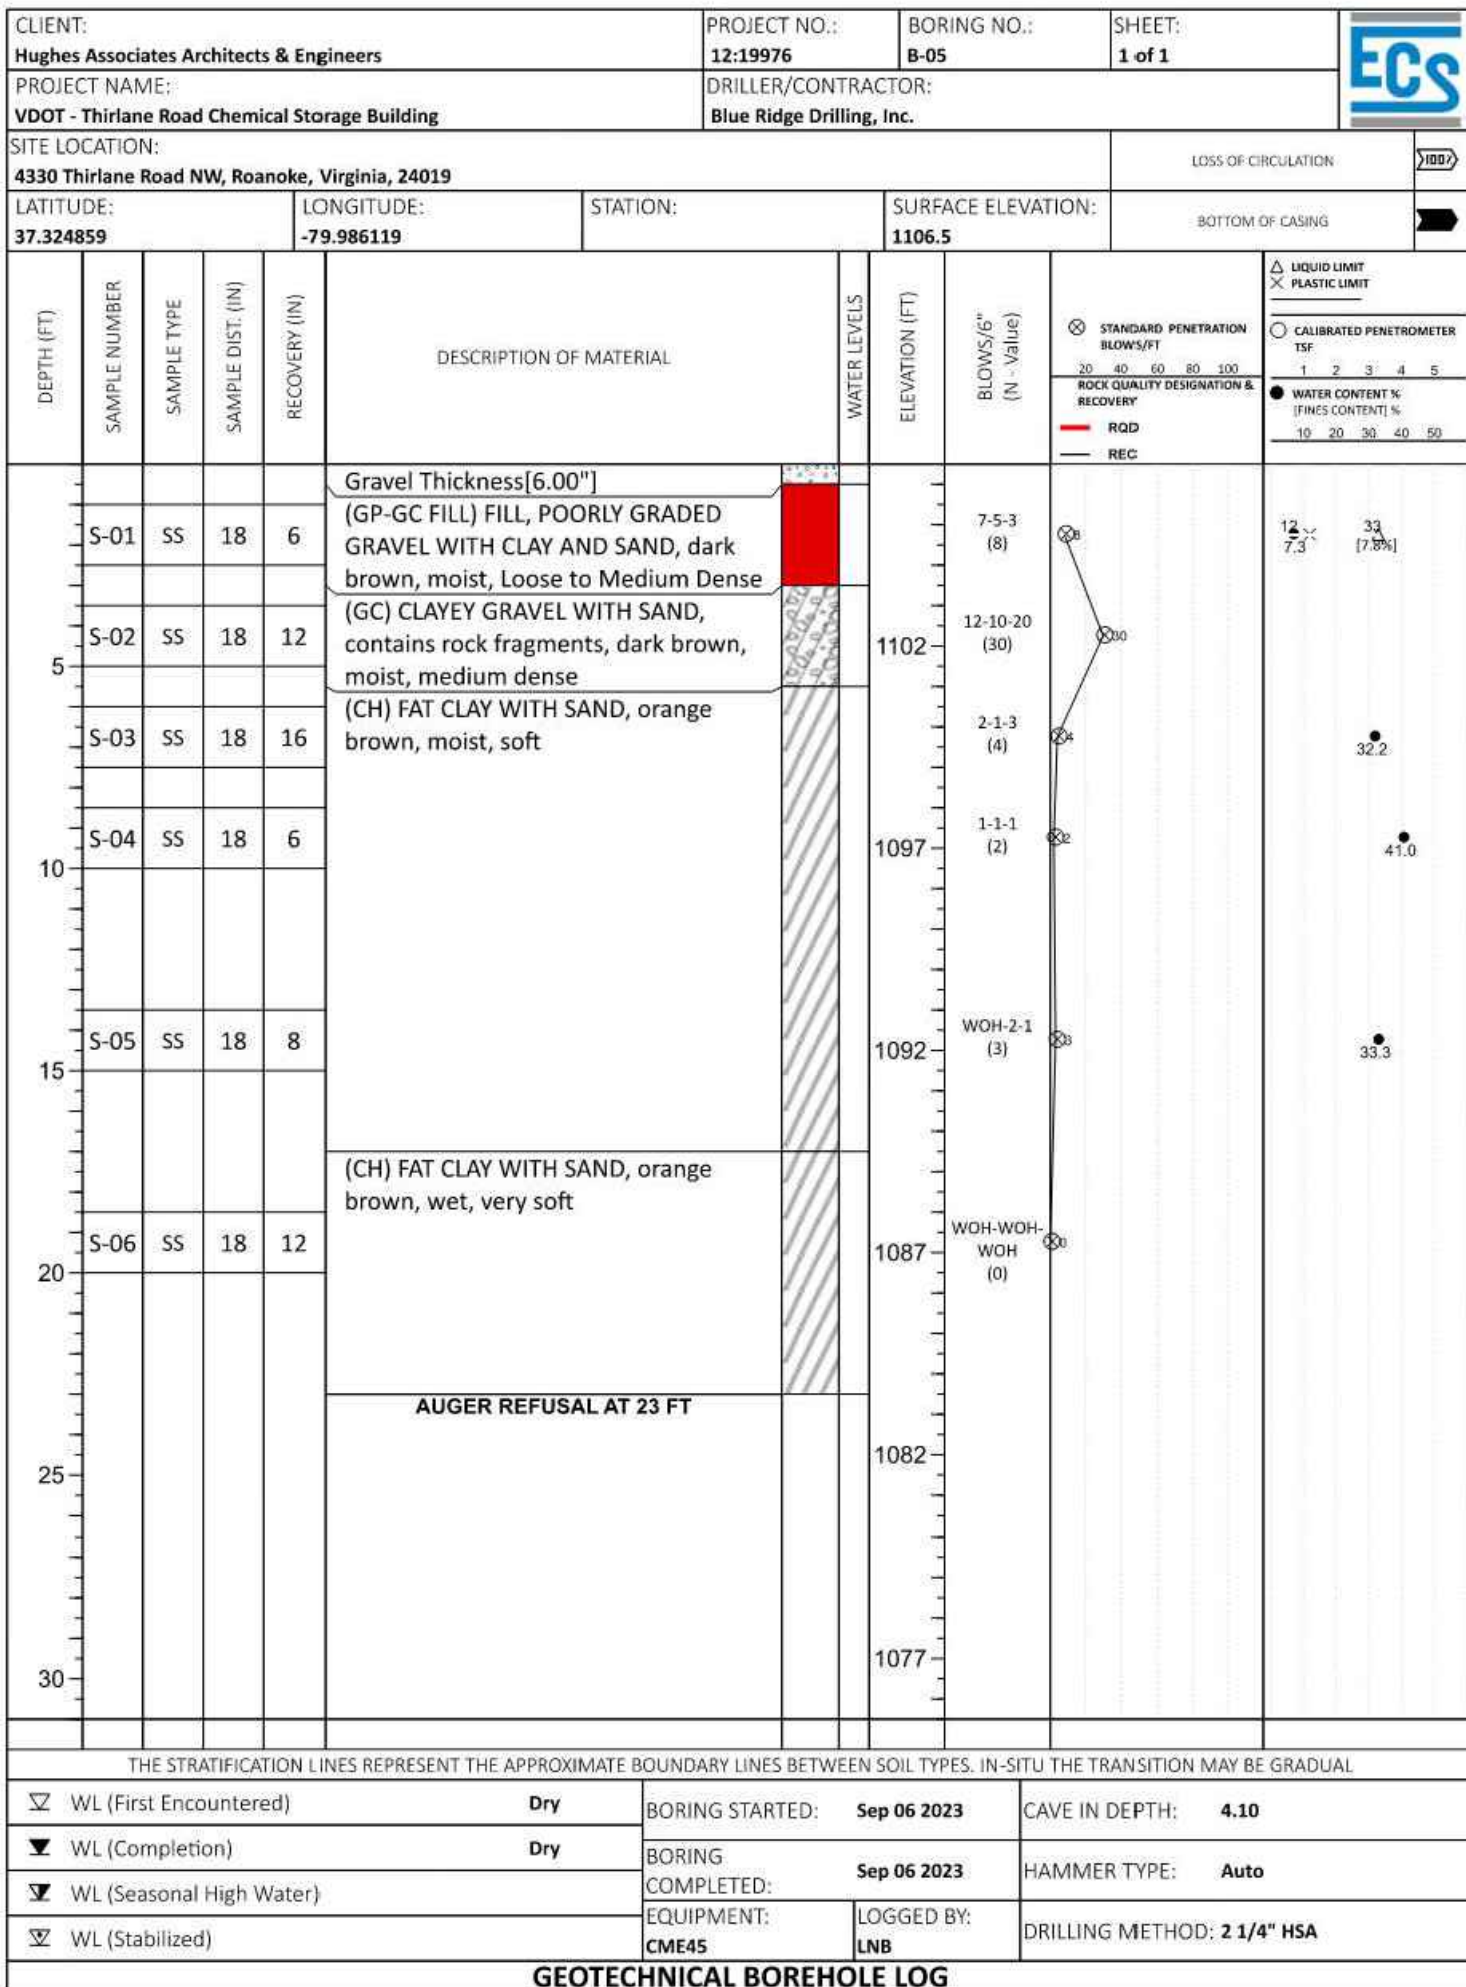 CLIENT:
Hughes Associates Architects & Engineers
PROJECT NO.:
12:19976
BORING NO.:
B-05
SHEET:
1 of 1
ECS
PROJECT NAME:
VDOT - Thirlane Road Chemical Storage Building
DRILLER/CONTRACTOR:
Blue Ridge Drilling, Inc.
SITE LOCATION:
4330 Thirlane Road NW, Roanoke, Virginia, 24019
LOSS OF CIRCULATION
LATITUDE:
37.324859
LONGITUDE:
-79.986119
STATION:
SURFACE ELEVATION:
1106.5
BOTTOM OF CASING
DEPTH (FT)
SAMPLE NUMBER
SAMPLE TYPE
SAMPLE DIST. (IN)
RECOVERY (IN)
DESCRIPTION OF MATERIAL
WATER LEVELS
ELEVATION (FT)
BLOWS/6"
(N - Value)
STANDARD PENETRATION
BLOWS/FT
20 40 60 80 100
ROCK QUALITY DESIGNATION &
RECOVERY
RQD
REC
LIQUID LIMIT
PLASTIC LIMIT
CALIBRATED PENETROMETER
TSF
1 2 3 4 5
WATER CONTENT %
[FINES CONTENT] %
10 20 30 40 50
Gravel Thickness[6.00"]
(GP-GC FILL) FILL, POORLY GRADED
GRAVEL WITH CLAY AND SAND, dark
brown, moist, Loose to Medium Dense
S-01 SS 18 6
7-5-3
(8)
8
12
7.3
33
[7.8%]
(GC) CLAYEY GRAVEL WITH SAND,
contains rock fragments, dark brown,
moist, medium dense
S-02 SS 18 12
5
1102
12-10-20
(30)
30
(CH) FAT CLAY WITH SAND, orange
brown, moist, soft
S-03 SS 18 16
2-1-3
(4)
4
32.2
S-04 SS 18 6
10
1097
1-1-1
(2)
2
41.0
S-05 SS 18 8
15
1092
WOH-2-1
(3)
3
33.3
(CH) FAT CLAY WITH SAND, orange
brown, wet, very soft
S-06 SS 18 12
20
1087
WOH-WOH-
WOH
(0)
0
AUGER REFUSAL AT 23 FT
1082
25
1077
30
THE STRATIFICATION LINES REPRESENT THE APPROXIMATE BOUNDARY LINES BETWEEN SOIL TYPES. IN-SITU THE TRANSITION MAY BE GRADUAL
WL (First Encountered) Dry
WL (Completion) Dry
WL (Seasonal High Water)
WL (Stabilized)
BORING STARTED: Sep 06 2023
BORING
COMPLETED: Sep 06 2023
EQUIPMENT:
CME45
LOGGED BY:
LNB
CAVE IN DEPTH: 4.10
HAMMER TYPE: Auto
DRILLING METHOD: 2 1/4" HSA
GEOTECHNICAL BOREHOLE LOG